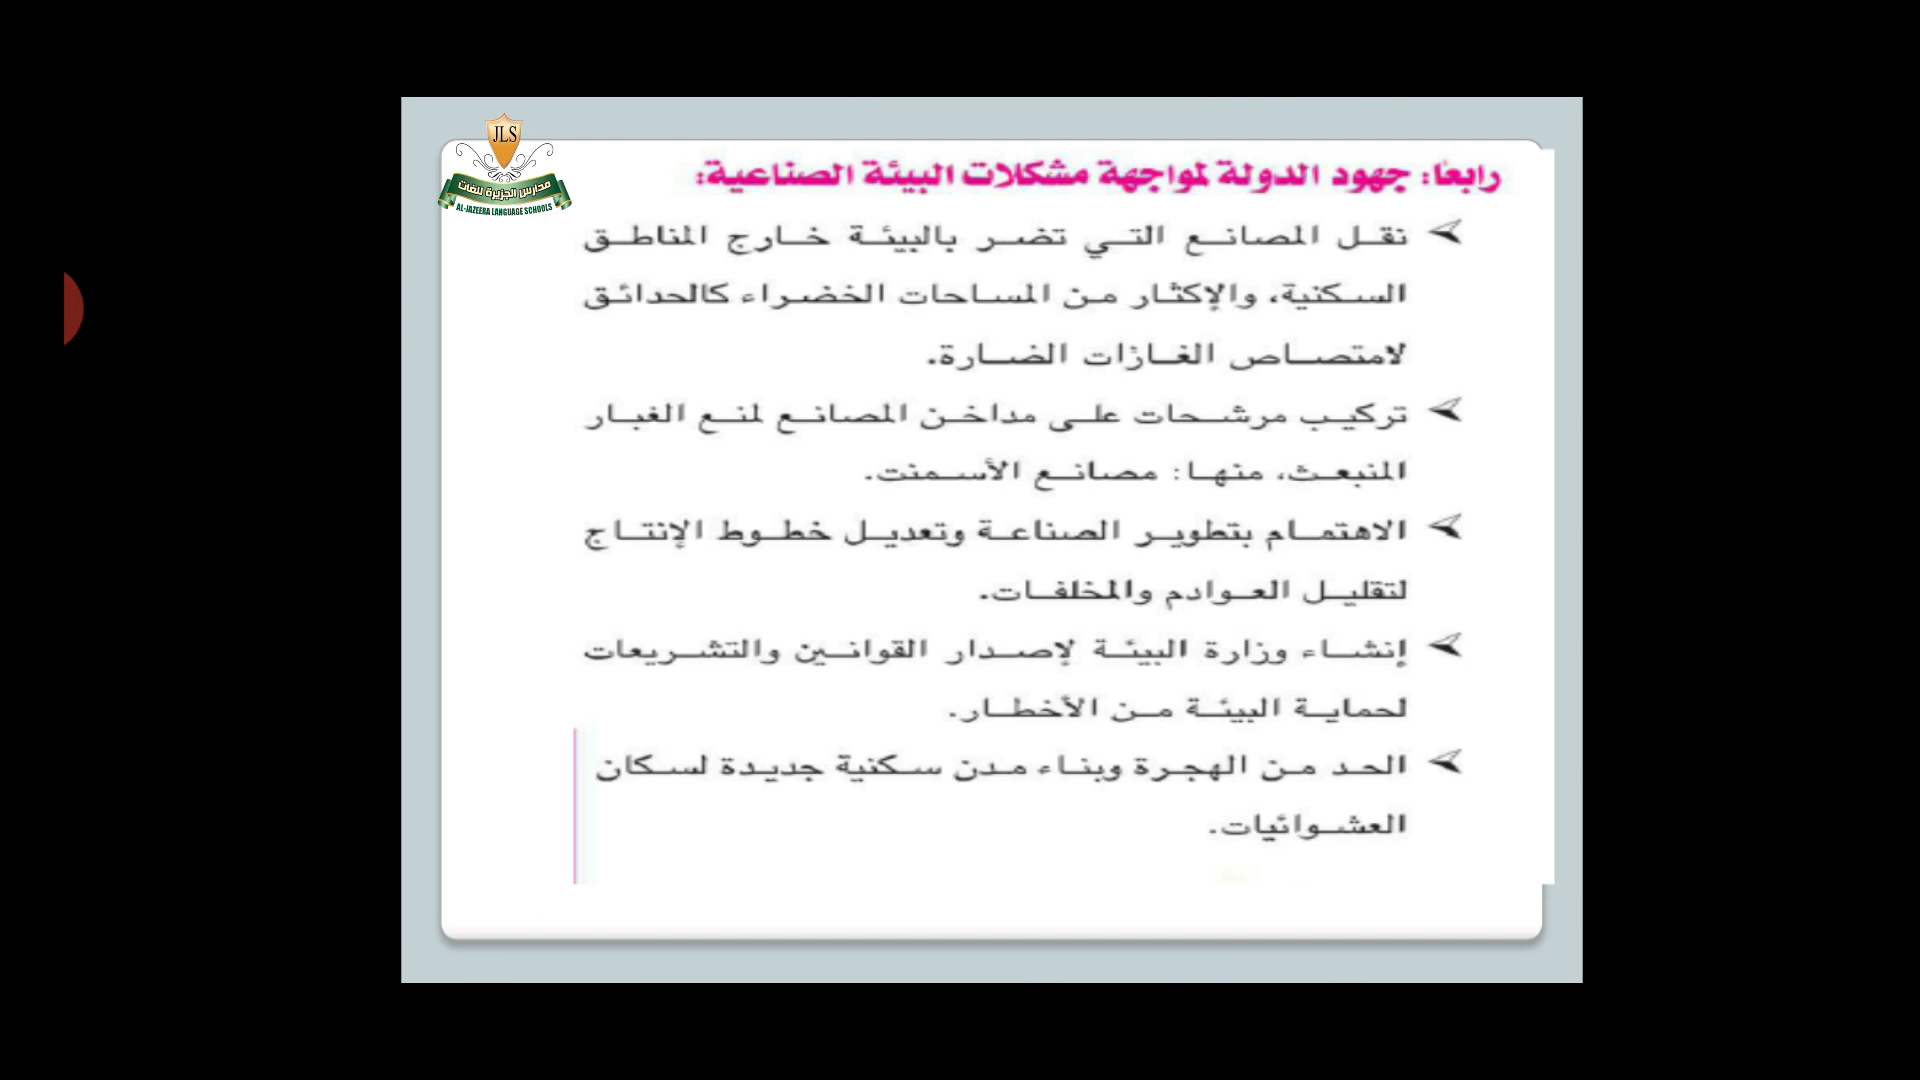 JLS
مدارس الجزيرة للغات
AL-JAZEERA LANGUAGE SCHOOLS
رابعًا: جهود الدولة لمواجهة مشكلات البيئة الصناعية:
نقل المصانع التي تضر بالبيئة خارج المناطق
السكنية، والإكثار من المساحات الخضراء كالحدائق
لامتصاص الغازات الضارة.
تركيب مرشحات على مداخن المصانع لمنع الغبار
المنبعث، منها: مصانع الأسمنت.
الاهتمام بتطوير الصناعة وتعديل خطوط الإنتاج
لتقليل العوادم والمخلفات.
إنشاء وزارة البيئة لإصدار القوانين والتشريعات
لحماية البيئة من الأخطار.
الحد من الهجرة وبناء مدن سكنية جديدة لسكان
العشوائيات.